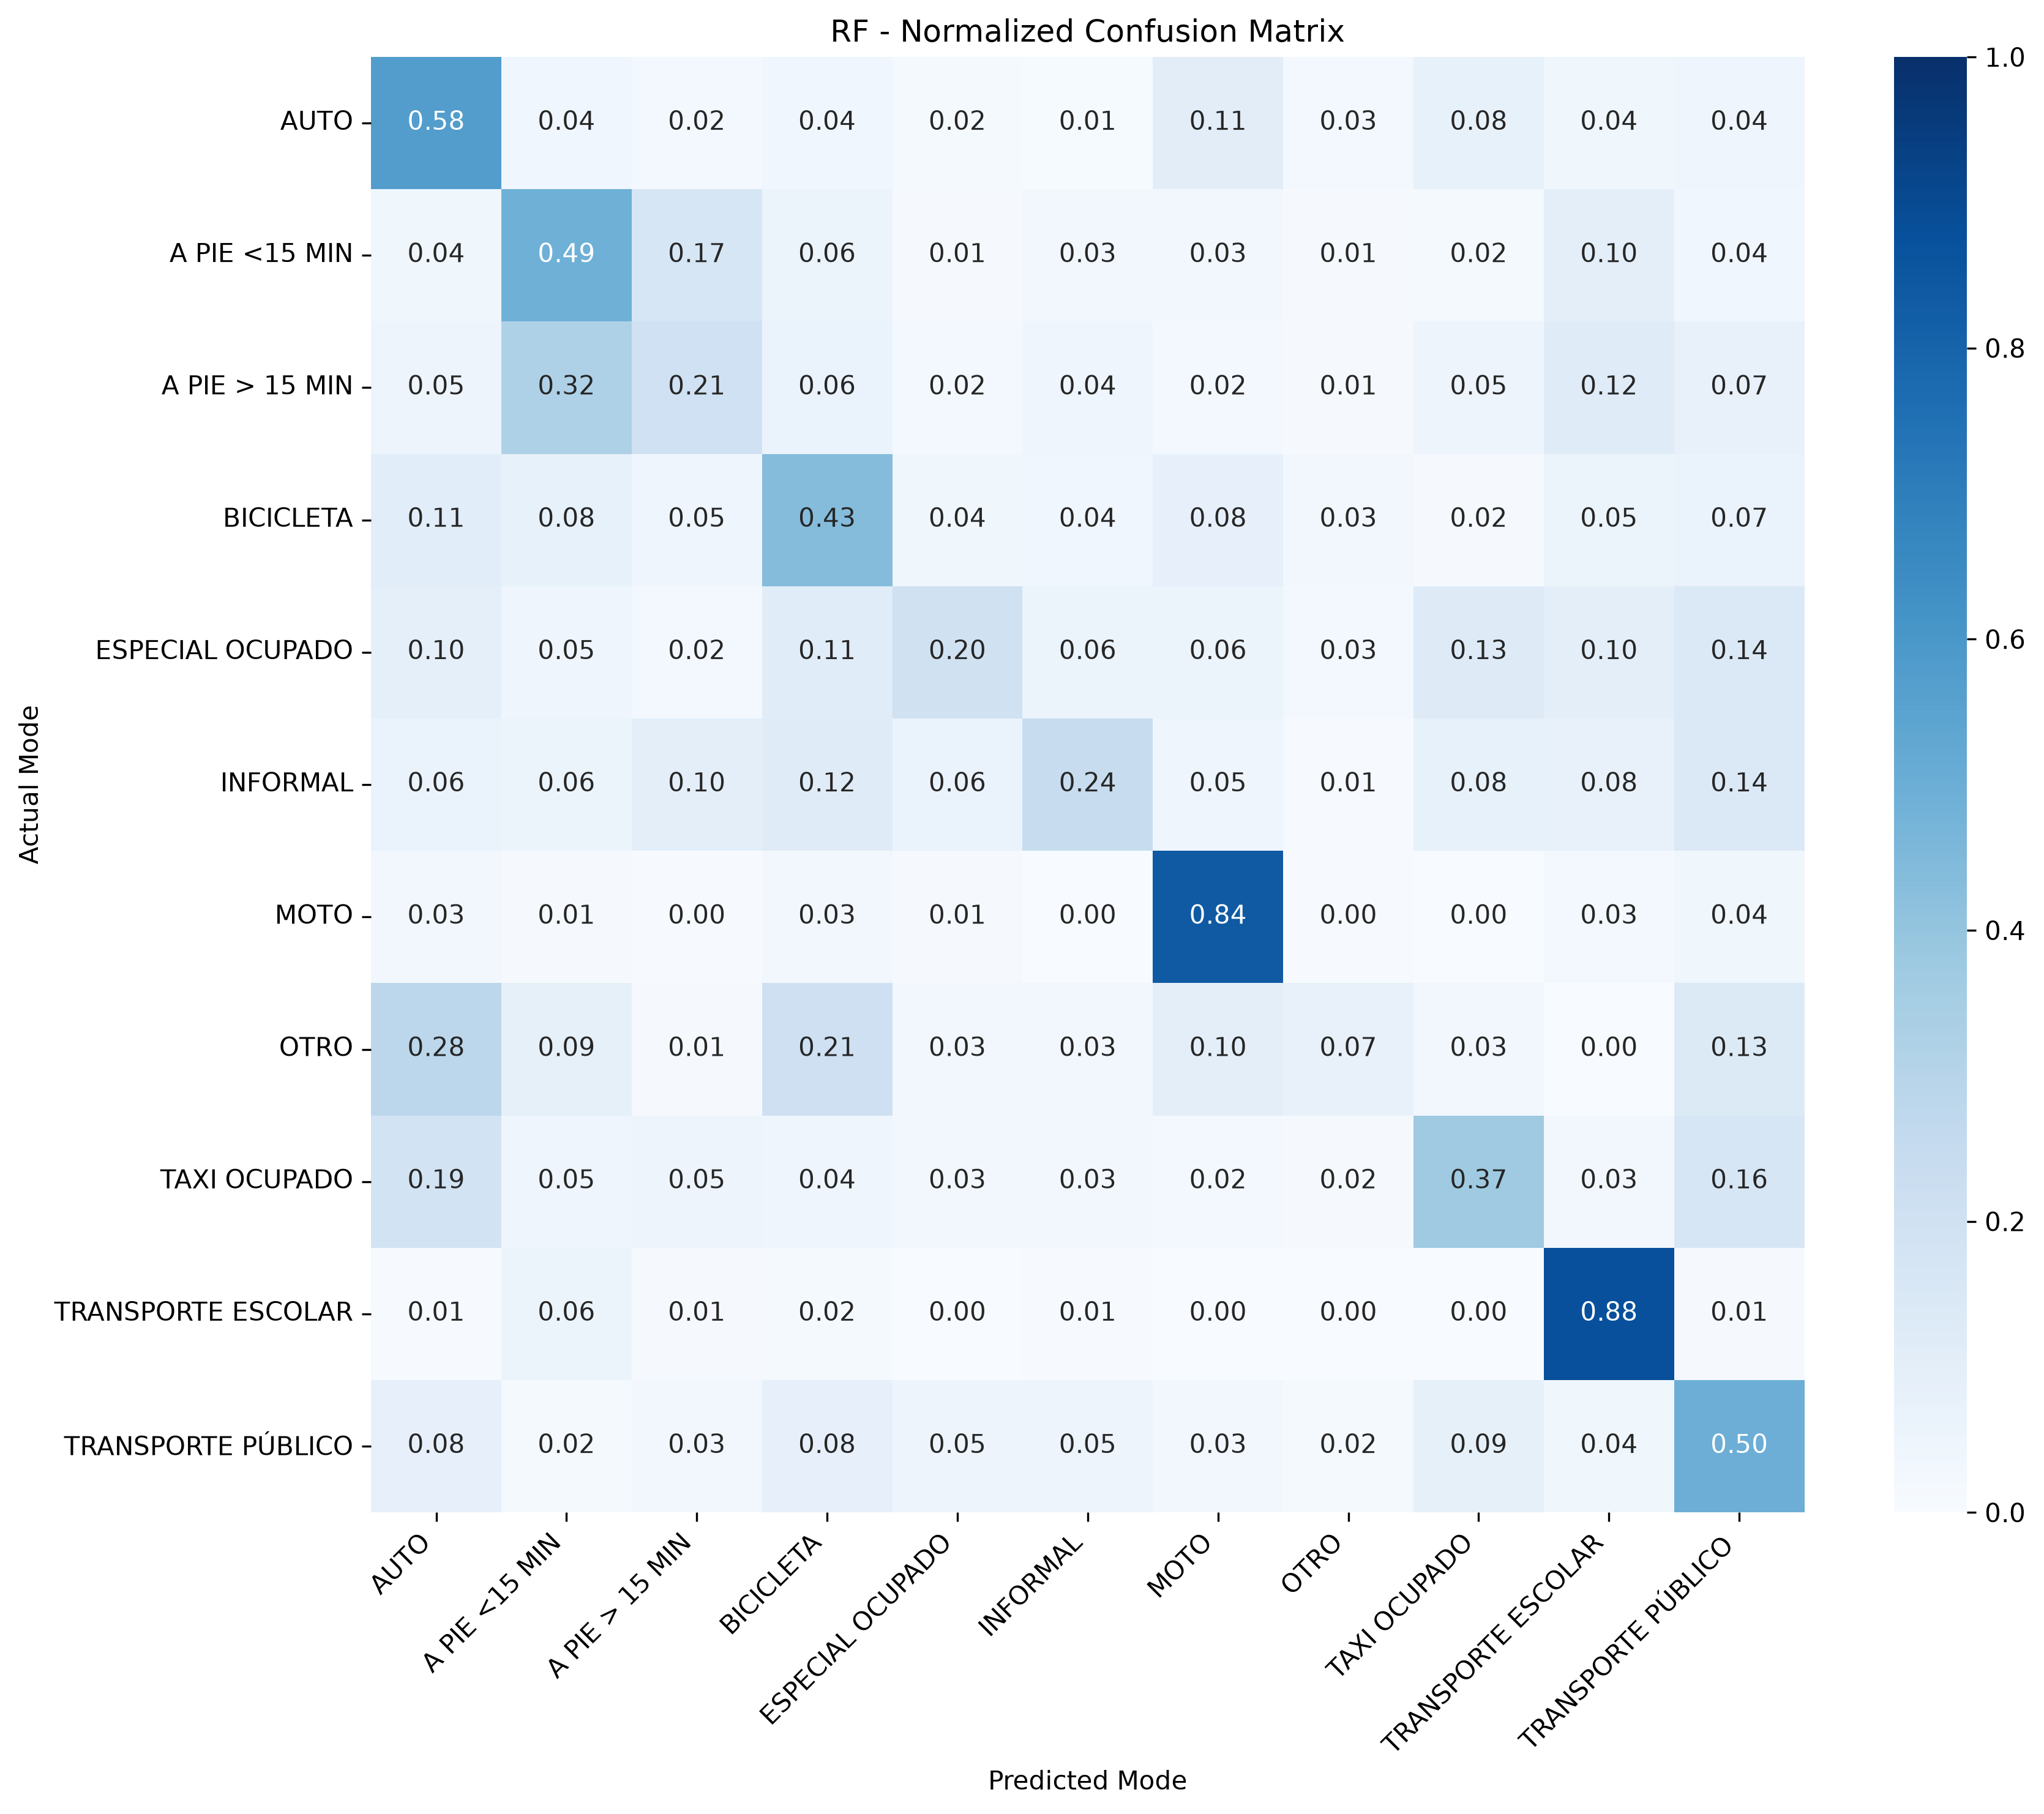 RF - Normalized Confusion Matrix
AUTO 0.58 0.04 0.02 0.04 0.02 0.01 0.11 0.03 0.08 0.04 0.04
A PIE <15 MIN 0.04 0.49 0.17 0.06 0.01 0.03 0.03 0.01 0.02 0.10 0.04
A PIE > 15 MIN 0.05 0.32 0.21 0.06 0.02 0.04 0.02 0.01 0.05 0.12 0.07
BICICLETA 0.11 0.08 0.05 0.43 0.04 0.04 0.08 0.03 0.02 0.05 0.07
ESPECIAL OCUPADO 0.10 0.05 0.02 0.11 0.20 0.06 0.06 0.03 0.13 0.10 0.14
INFORMAL 0.06 0.06 0.10 0.12 0.06 0.24 0.05 0.01 0.08 0.08 0.14
MOTO 0.03 0.01 0.00 0.03 0.01 0.00 0.84 0.00 0.00 0.03 0.04
OTRO 0.28 0.09 0.01 0.21 0.03 0.03 0.10 0.07 0.03 0.00 0.13
TAXI OCUPADO 0.19 0.05 0.05 0.04 0.03 0.03 0.02 0.02 0.37 0.03 0.16
TRANSPORTE ESCOLAR 0.01 0.06 0.01 0.02 0.00 0.01 0.00 0.00 0.00 0.88 0.01
TRANSPORTE PÚBLICO 0.08 0.02 0.03 0.08 0.05 0.05 0.03 0.02 0.09 0.04 0.50
Actual Mode
AUTO
A PIE <15 MIN
A PIE > 15 MIN
BICICLETA
ESPECIAL OCUPADO
INFORMAL
MOTO
OTRO
TAXI OCUPADO
TRANSPORTE ESCOLAR
TRANSPORTE PÚBLICO
Predicted Mode
1.0
0.8
0.6
0.4
0.2
0.0